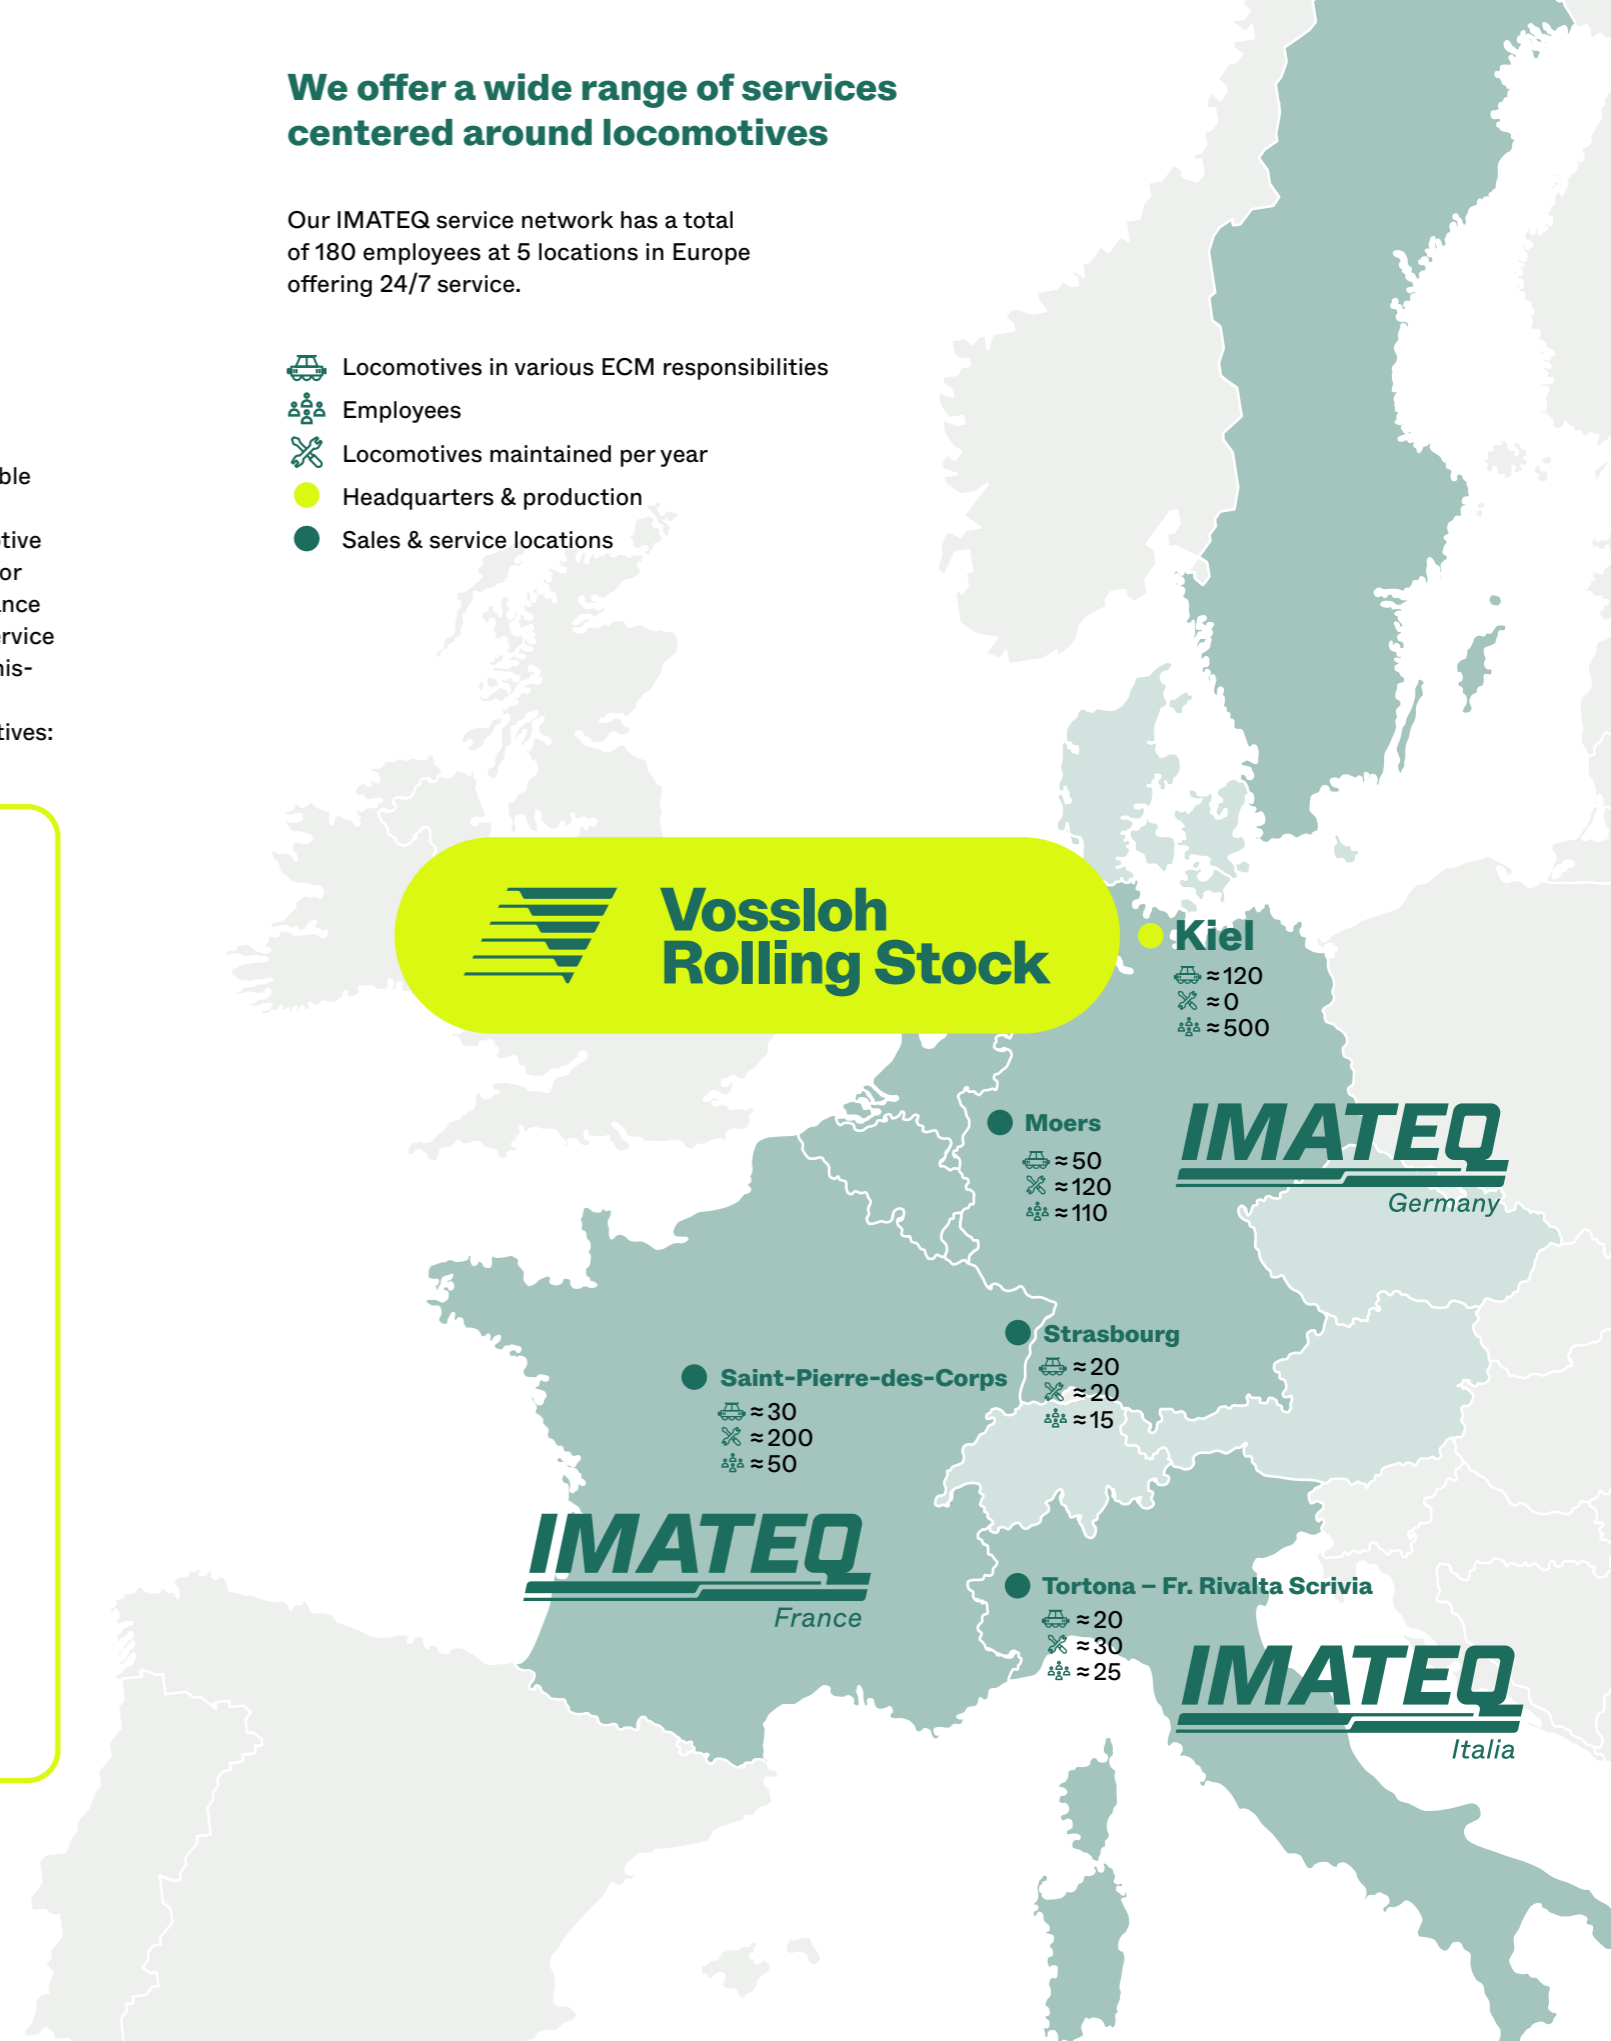 We offer a wide range of services
centered around locomotives
Our IMATEQ service network has a total
of 180 employees at 5 locations in Europe
offering 24/7 service.
Locomotives in various ECM responsibilities
Employees
Locomotives maintained per year
Headquarters & production
Sales & service locations
ble
tive
or
nce
rvice
is-
tives:
Vossloh
Rolling Stock
Kiel
≈ 120
≈ 0
≈ 500
Moers
≈ 50
≈ 120
≈ 110
IMATEQ
Germany
Strasbourg
≈ 20
≈ 20
≈ 15
Saint-Pierre-des-Corps
≈ 30
≈ 200
≈ 50
IMATEQ
France
Tortona – Fr. Rivalta Scrivia
≈ 20
≈ 30
≈ 25
IMATEQ
Italia